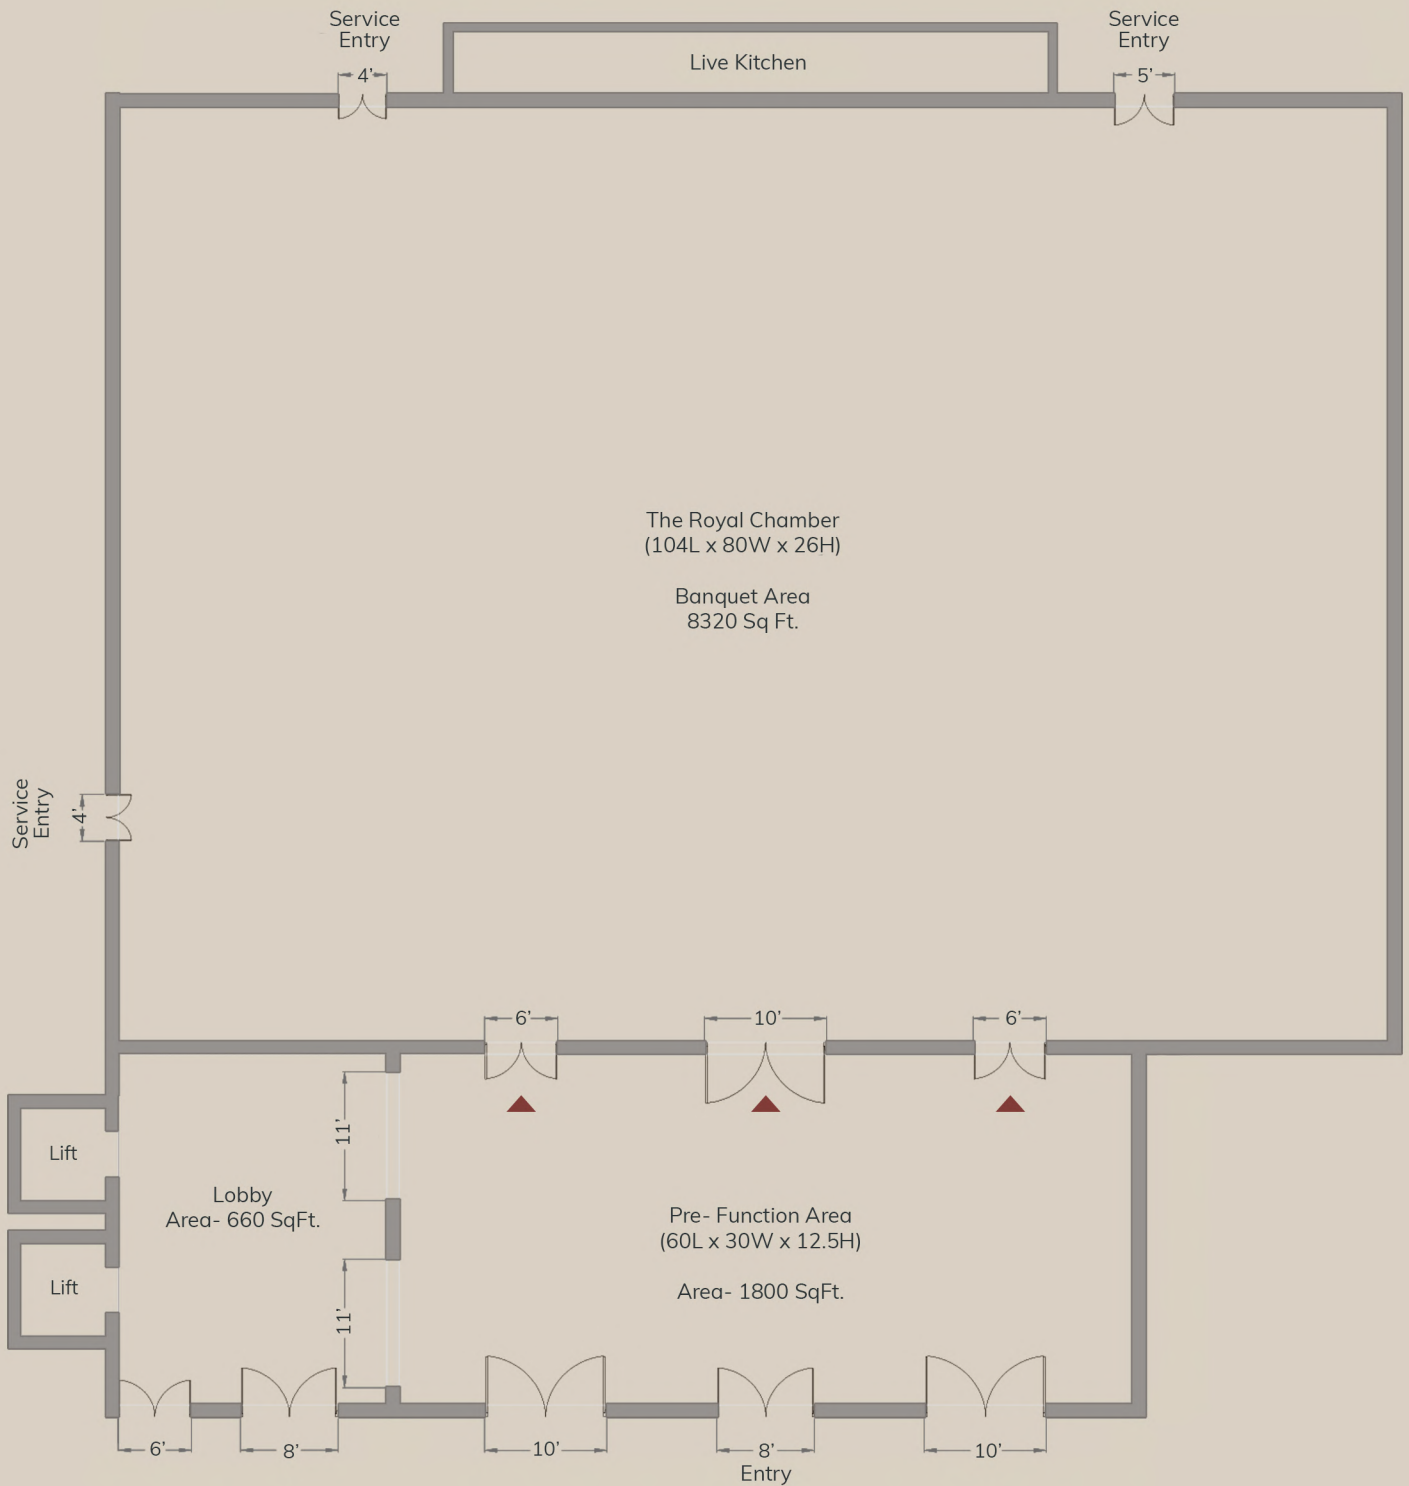 Service
Entry
Service
Entry
4'
5'
Live Kitchen
The Royal Chamber
(104L x 80W x 26H)
Banquet Area
8320 Sq Ft.
Service
Entry
4'
6'
10'
6'
11'
Lift
Lobby
Area- 660 SqFt.
Pre- Function Area
(60L x 30W x 12.5H)
Area- 1800 SqFt.
Lift
11'
6'
8'
10'
8'
10'
Entry